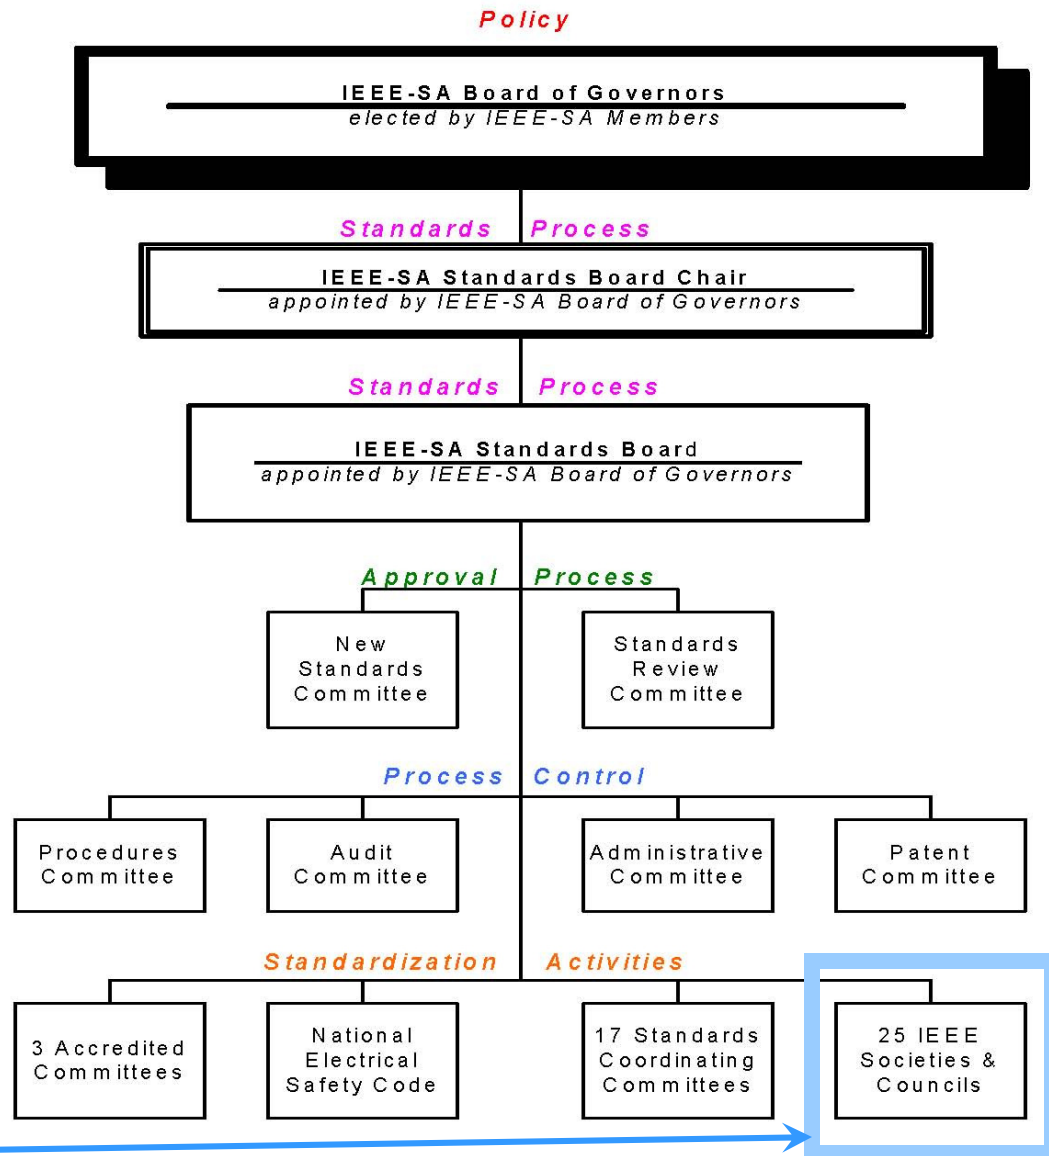 Policy
IEEE-SA Board of Governors
elected by IEEE-SA Members
Standards Process
IEEE-SA Standards Board Chair
appointed by IEEE-SA Board of Governors
Standards Process
IEEE-SA Standards Board
appointed by IEEE-SA Board of Governors
Approval Process
New
Standards
Committee
Standards
Review
Committee
Process Control
Procedures
Committee
Audit
Committee
Administrative
Committee
Patent
Committee
Standardization Activities
3 Accredited
Committees
National
Electrical
Safety Code
17 Standards
Coordinating
Committees
25 IEEE
Societies &
Councils